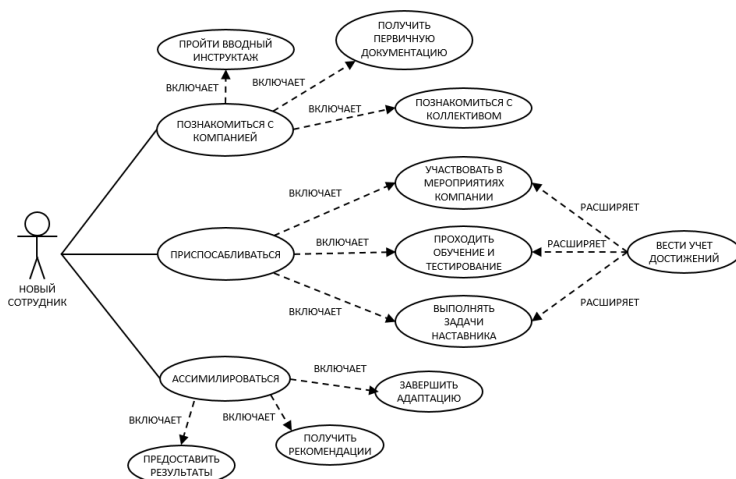 ПОЛУЧИТЬ
ПЕРВИЧНУЮ
ДОКУМЕНТАЦИЮ
ПРОЙТИ ВВОДНЫЙ
ИНСТРУКТАЖ
ВКЛЮЧАЕТ
ВКЛЮЧАЕТ
ВКЛЮЧАЕТ
ПОЗНАКОМИТЬСЯ С
КОЛЛЕКТИВОМ
ПОЗНАКОМИТЬСЯ С
КОМПАНИЕЙ
УЧАСТВОВАТЬ В
МЕРОПРИЯТИЯХ
КОМПАНИИ
ВКЛЮЧАЕТ
РАСШИРЯЕТ
НОВЫЙ
СОТРУДНИК
ПРИСПОСАБЛИВАТЬСЯ
ВКЛЮЧАЕТ
ПРОХОДИТЬ
ОБУЧЕНИЕ И
ТЕСТИРОВАНИЕ
РАСШИРЯЕТ
ВЕСТИ УЧЕТ
ДОСТИЖЕНИЙ
ВКЛЮЧАЕТ
ВЫПОЛНЯТЬ
ЗАДАЧИ
НАСТАВНИКА
РАСШИРЯЕТ
АССИМИЛИРОВАТЬСЯ
ВКЛЮЧАЕТ
ЗАВЕРШИТЬ
АДАПТАЦИЮ
ВКЛЮЧАЕТ
ВКЛЮЧАЕТ
ПОЛУЧИТЬ
РЕКОМЕНДАЦИИ
ПРЕДОСТАВИТЬ
РЕЗУЛЬТАТЫ